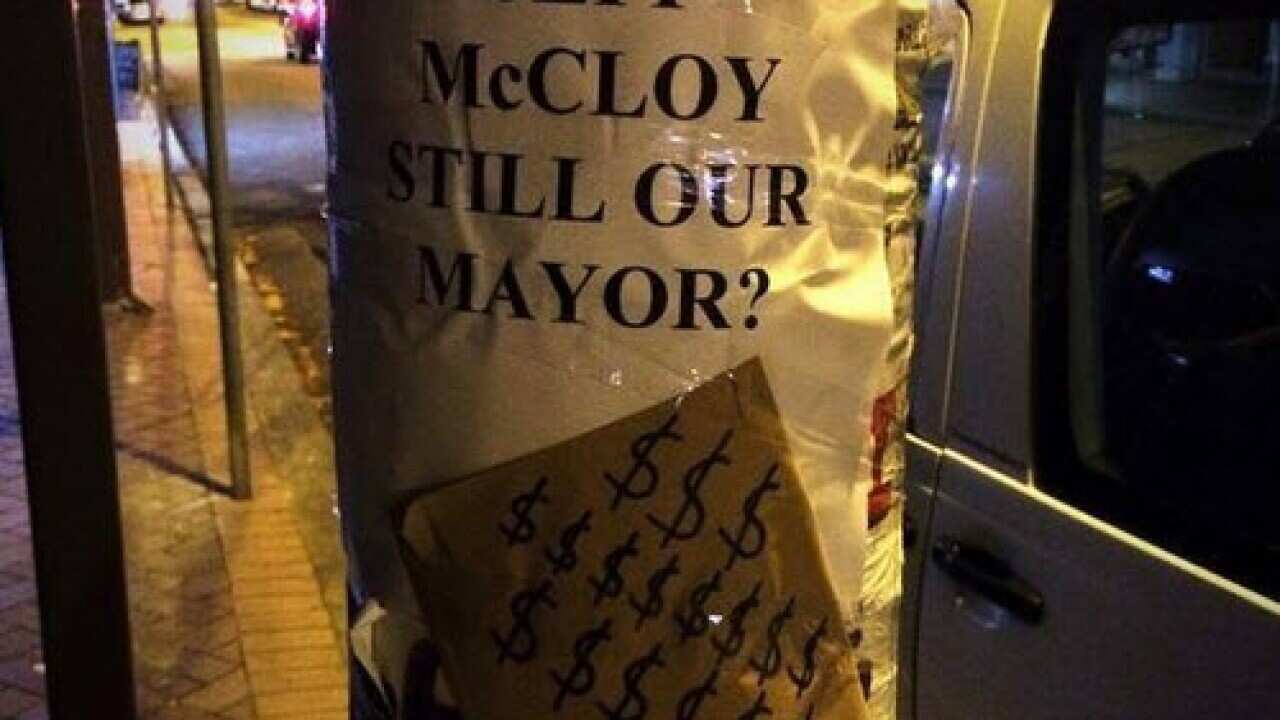 McCLOY
STILL OUR
MAYOR?
$ $ $
$ $ $ $ $ $ $ $
$ $ $ $ $